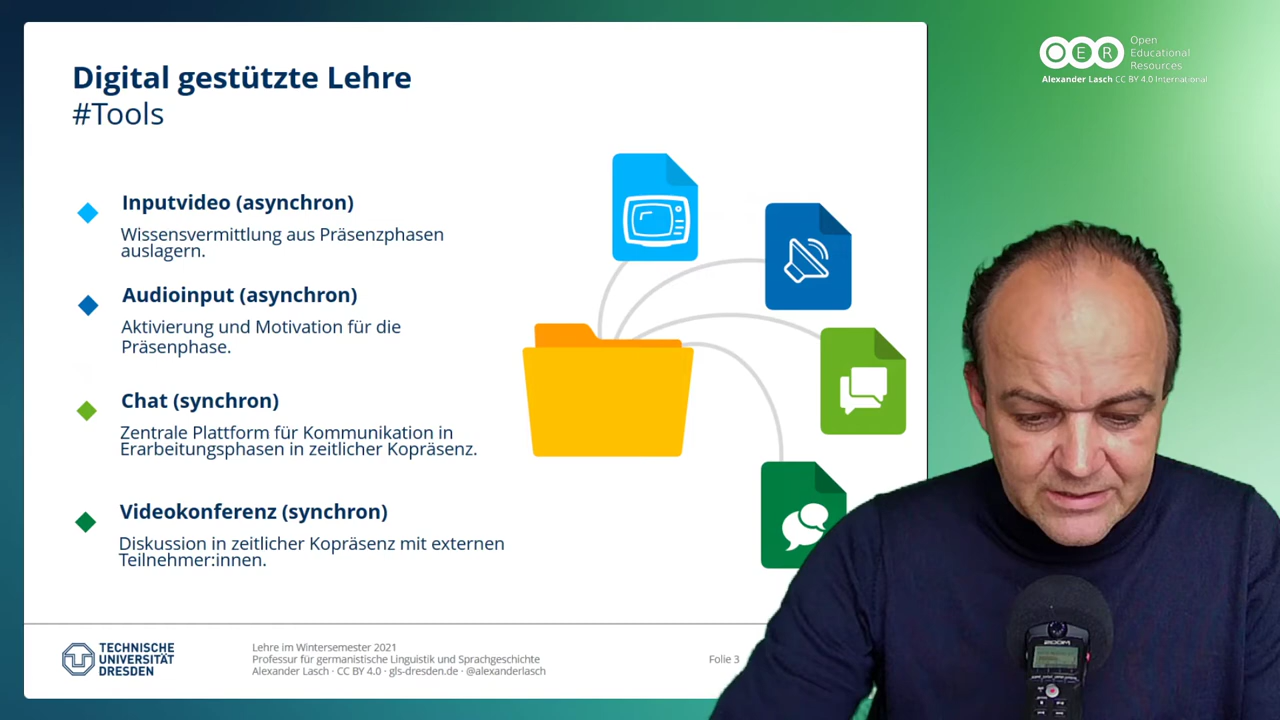 Digital gestützte Lehre
#Tools
Inputvideo (asynchron)
Wissensvermittlung aus Präsenzphasen
auslagern.
Audioinput (asynchron)
Aktivierung und Motivation für die
Präsenphase.
Chat (synchron)
Zentrale Plattform für Kommunikation in
Erarbeitungsphasen in zeitlicher Kopräsenz.
Videokonferenz (synchron)
Diskussion in zeitlicher Kopräsenz mit externen
Teilnehmer:innen.
TECHNISCHE
UNIVERSITÄT
DRESDEN
Lehre im Wintersemester 2021
Professur für germanistische Linguistik und Sprachgeschichte
Alexander Lasch · CC BY 4.0 · gls-dresden.de · @alexanderlasch
Folie 3
OER
Open
Educational
Resources
Alexander Lasch CC BY 4.0 International
zoom